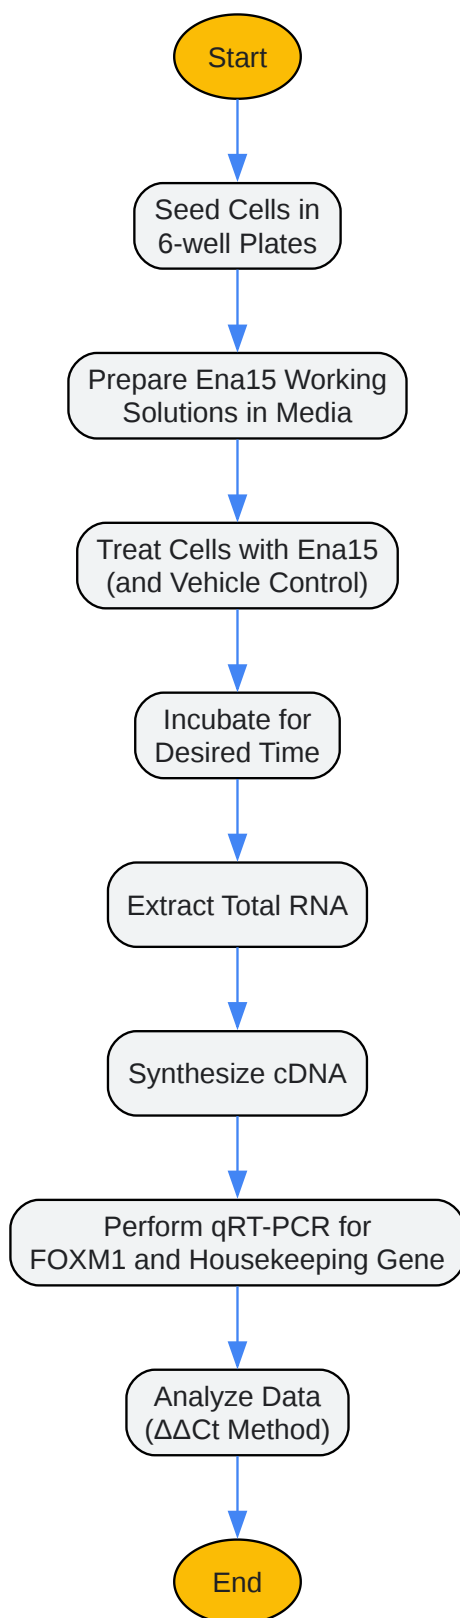 Start
Seed Cells in
6-well Plates
Prepare Ena15 Working
Solutions in Media
Treat Cells with Ena15
(and Vehicle Control)
Incubate for
Desired Time
Extract Total RNA
Synthesize cDNA
Perform qRT-PCR for
FOXM1 and Housekeeping Gene
Analyze Data
(ΔΔCt Method)
End